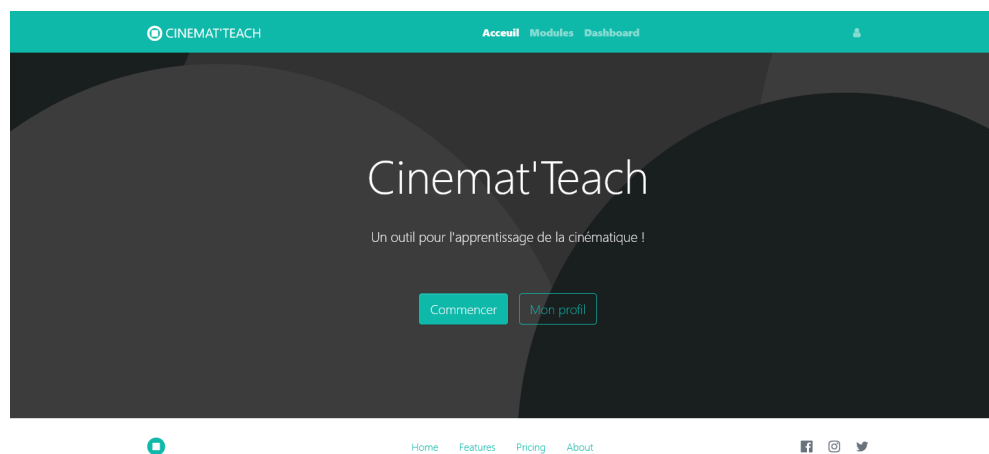 CINEMAT'TEACH
Acceuil Modules Dashboard
Cinemat'Teach
Un outil pour l'apprentissage de la cinématique !
Commencer Mon profil
Home Features Pricing About